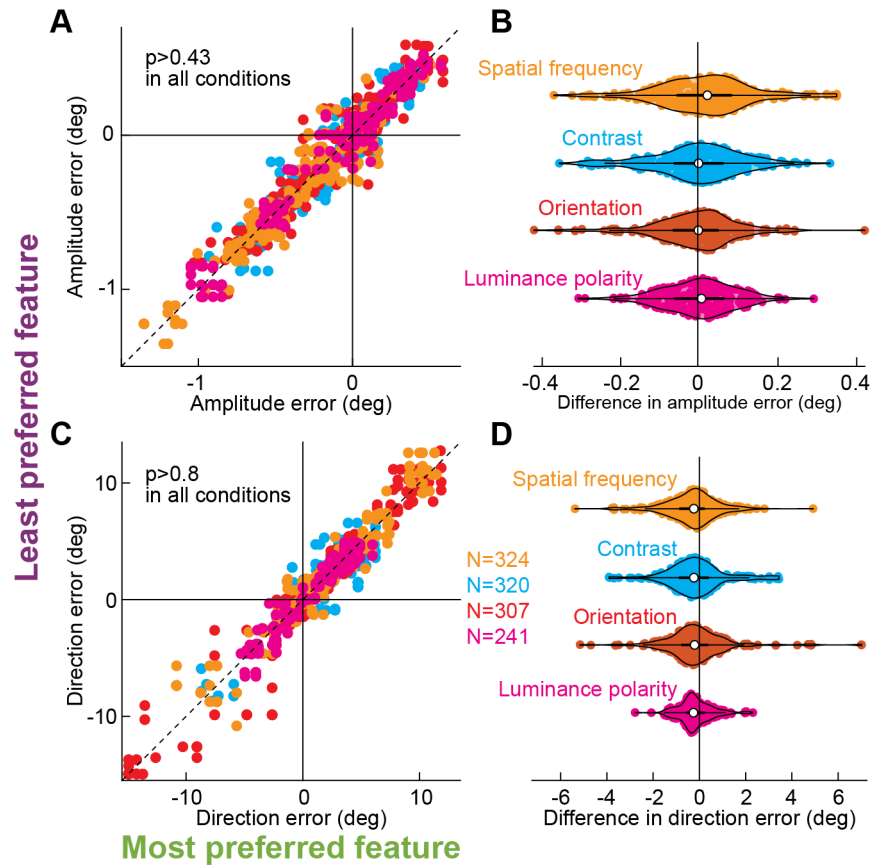 A
p>0.43
in all conditions
0
-1
Amplitude error (deg)
-1
0
Amplitude error (deg)
B
Spatial frequency
Contrast
Orientation
Luminance polarity
-0.4
-0.2
0
0.2
0.4
Difference in amplitude error (deg)
Least preferred feature
C
p>0.8
in all conditions
10
0
-10
Direction error (deg)
-10
0
10
Direction error (deg)
Most preferred feature
N=324
N=320
N=307
N=241
D
Spatial frequency
Contrast
Orientation
Luminance polarity
-6
-4
-2
0
2
4
6
Difference in direction error (deg)